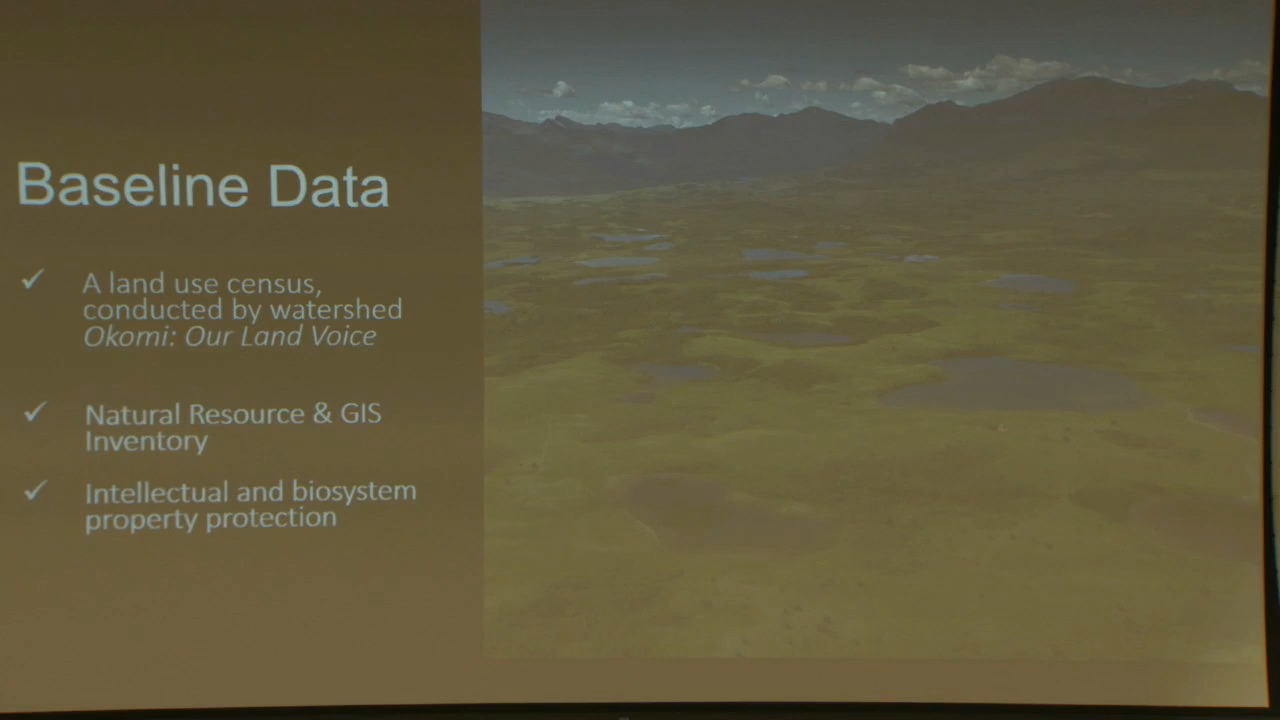 Baseline Data
✓ A land use census,
conducted by watershed
Okomi: Our Land Voice
✓ Natural Resource & GIS
Inventory
✓ Intellectual and biosystem
property protection